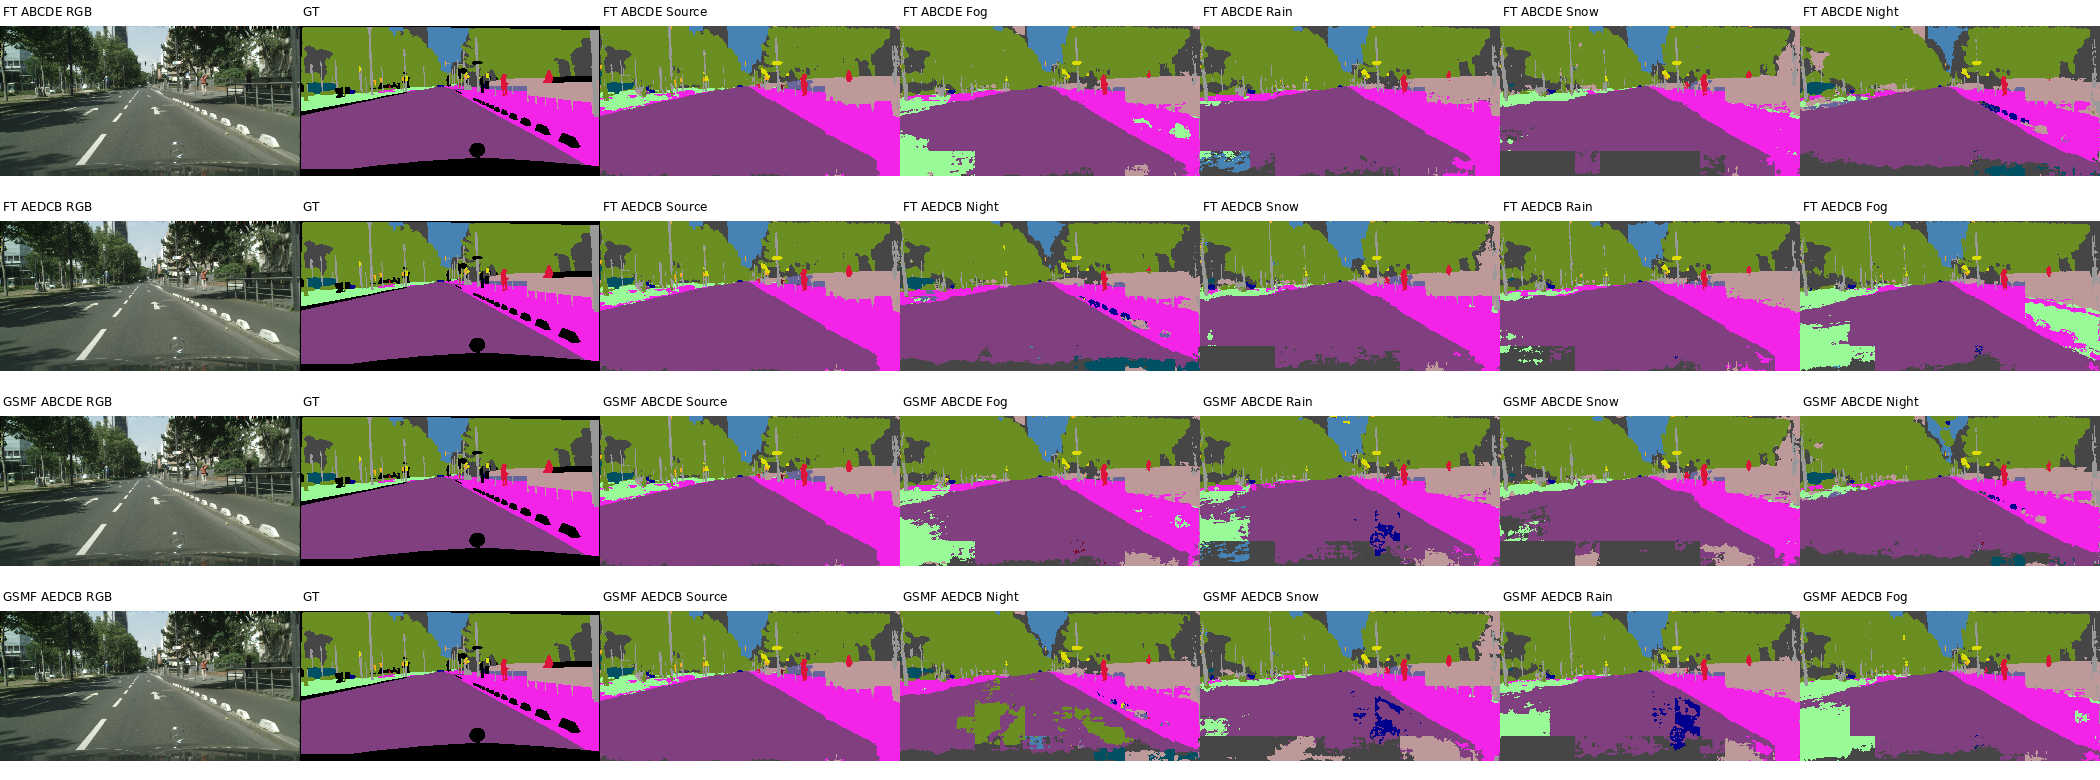 FT ABCDE RGB GT FT ABCDE Source FT ABCDE Fog FT ABCDE Rain FT ABCDE Snow FT ABCDE Night
FT AEDCB RGB GT FT AEDCB Source FT AEDCB Night FT AEDCB Snow FT AEDCB Rain FT AEDCB Fog
GSMF ABCDE RGB GT GSMF ABCDE Source GSMF ABCDE Fog GSMF ABCDE Rain GSMF ABCDE Snow GSMF ABCDE Night
GSMF AEDCB RGB GT GSMF AEDCB Source GSMF AEDCB Night GSMF AEDCB Snow GSMF AEDCB Rain GSMF AEDCB Fog